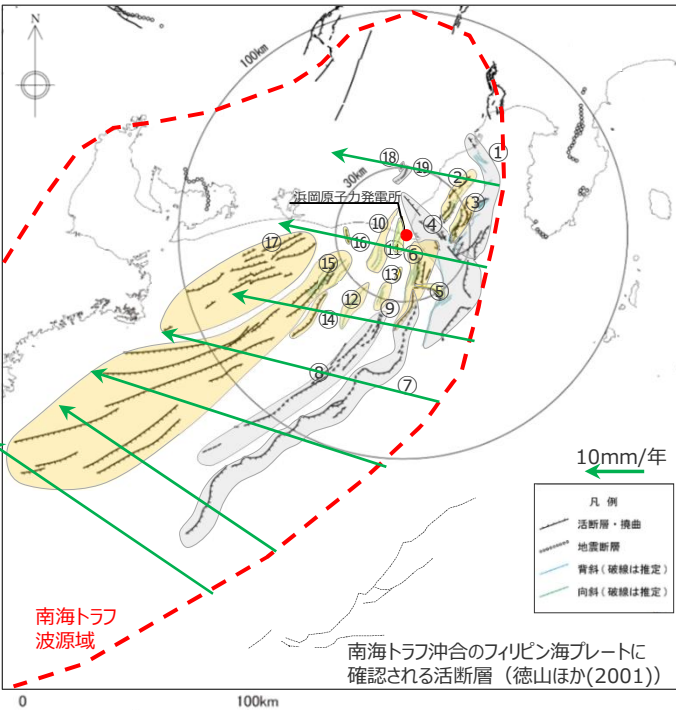 N
100km
①
⑱
⑲
②
30km
③
浜岡原子力発電所
④
⑩
⑰
⑯
⑪
⑥
⑮
⑬
⑤
⑫
⑨
⑭
⑧
⑦
10mm/年
凡 例
活断層・撓曲
地震断層
背斜(破線は推定)
向斜(破線は推定)
南海トラフ
波源域
南海トラフ沖合のフィリピン海プレートに
確認される活断層(徳山ほか(2001))
0
100km